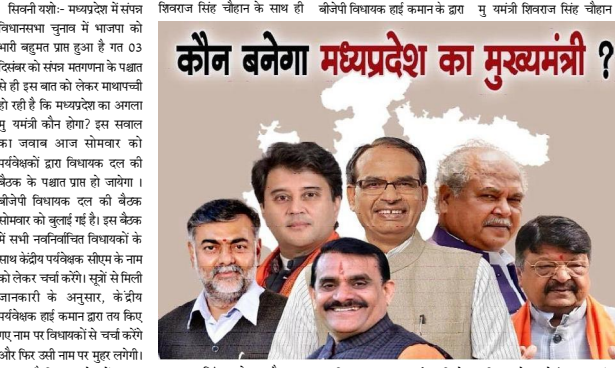 सिवनी यशो:- मध्यप्रदेश में संपन्न
विधानसभा चुनाव में भाजपा को
भारी बहुमत प्राप्त हुआ है गत 03
दिसंबर को संपन्न मतगणना के पश्चात
से ही इस बात को लेकर माथापच्ची
हो रही है कि मध्यप्रदेश का अगला
मु यमंत्री कौन होगा? इस सवाल
का जवाब आज सोमवार को
पर्यवेक्षकों द्वारा विधायक दल की
बैठक के पश्चात प्राप्त हो जायेगा ।
बीजेपी विधायक दल की बैठक
सोमवार को बुलाई गई है। इस बैठक
में सभी नवनिर्वाचित विधायकों के
साथ केंद्रीय पर्यवेक्षक सीएम के नाम
को लेकर चर्चा करेंगे। सूत्रों से मिली
जानकारी के अनुसार, केंद्रीय
पर्यवेक्षक हाई कमान द्वारा तय किए
गए नाम पर विधायकों से चर्चा करेंगे
और फिर उसी नाम पर मुहर लगेगी।
शिवराज सिंह चौहान के साथ ही
बीजेपी विधायक हाई कमान के द्वारा
मु यमंत्री शिवराज सिंह चौहान
कौन बनेगा मध्यप्रदेश का मुख्यमंत्री ?